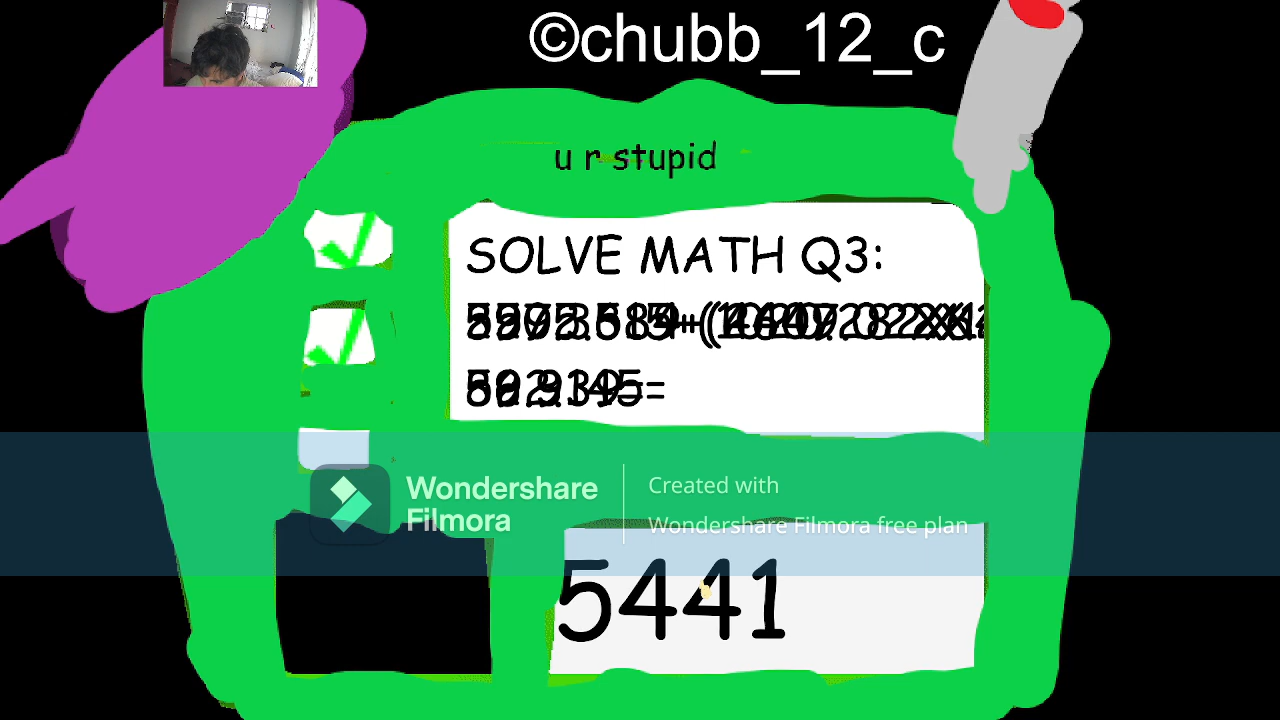 ©chubb_12_c
u r stupid
SOLVE MATH Q3:
Wondershare
Filmora
Created with
Wondershare Filmora free plan
5441